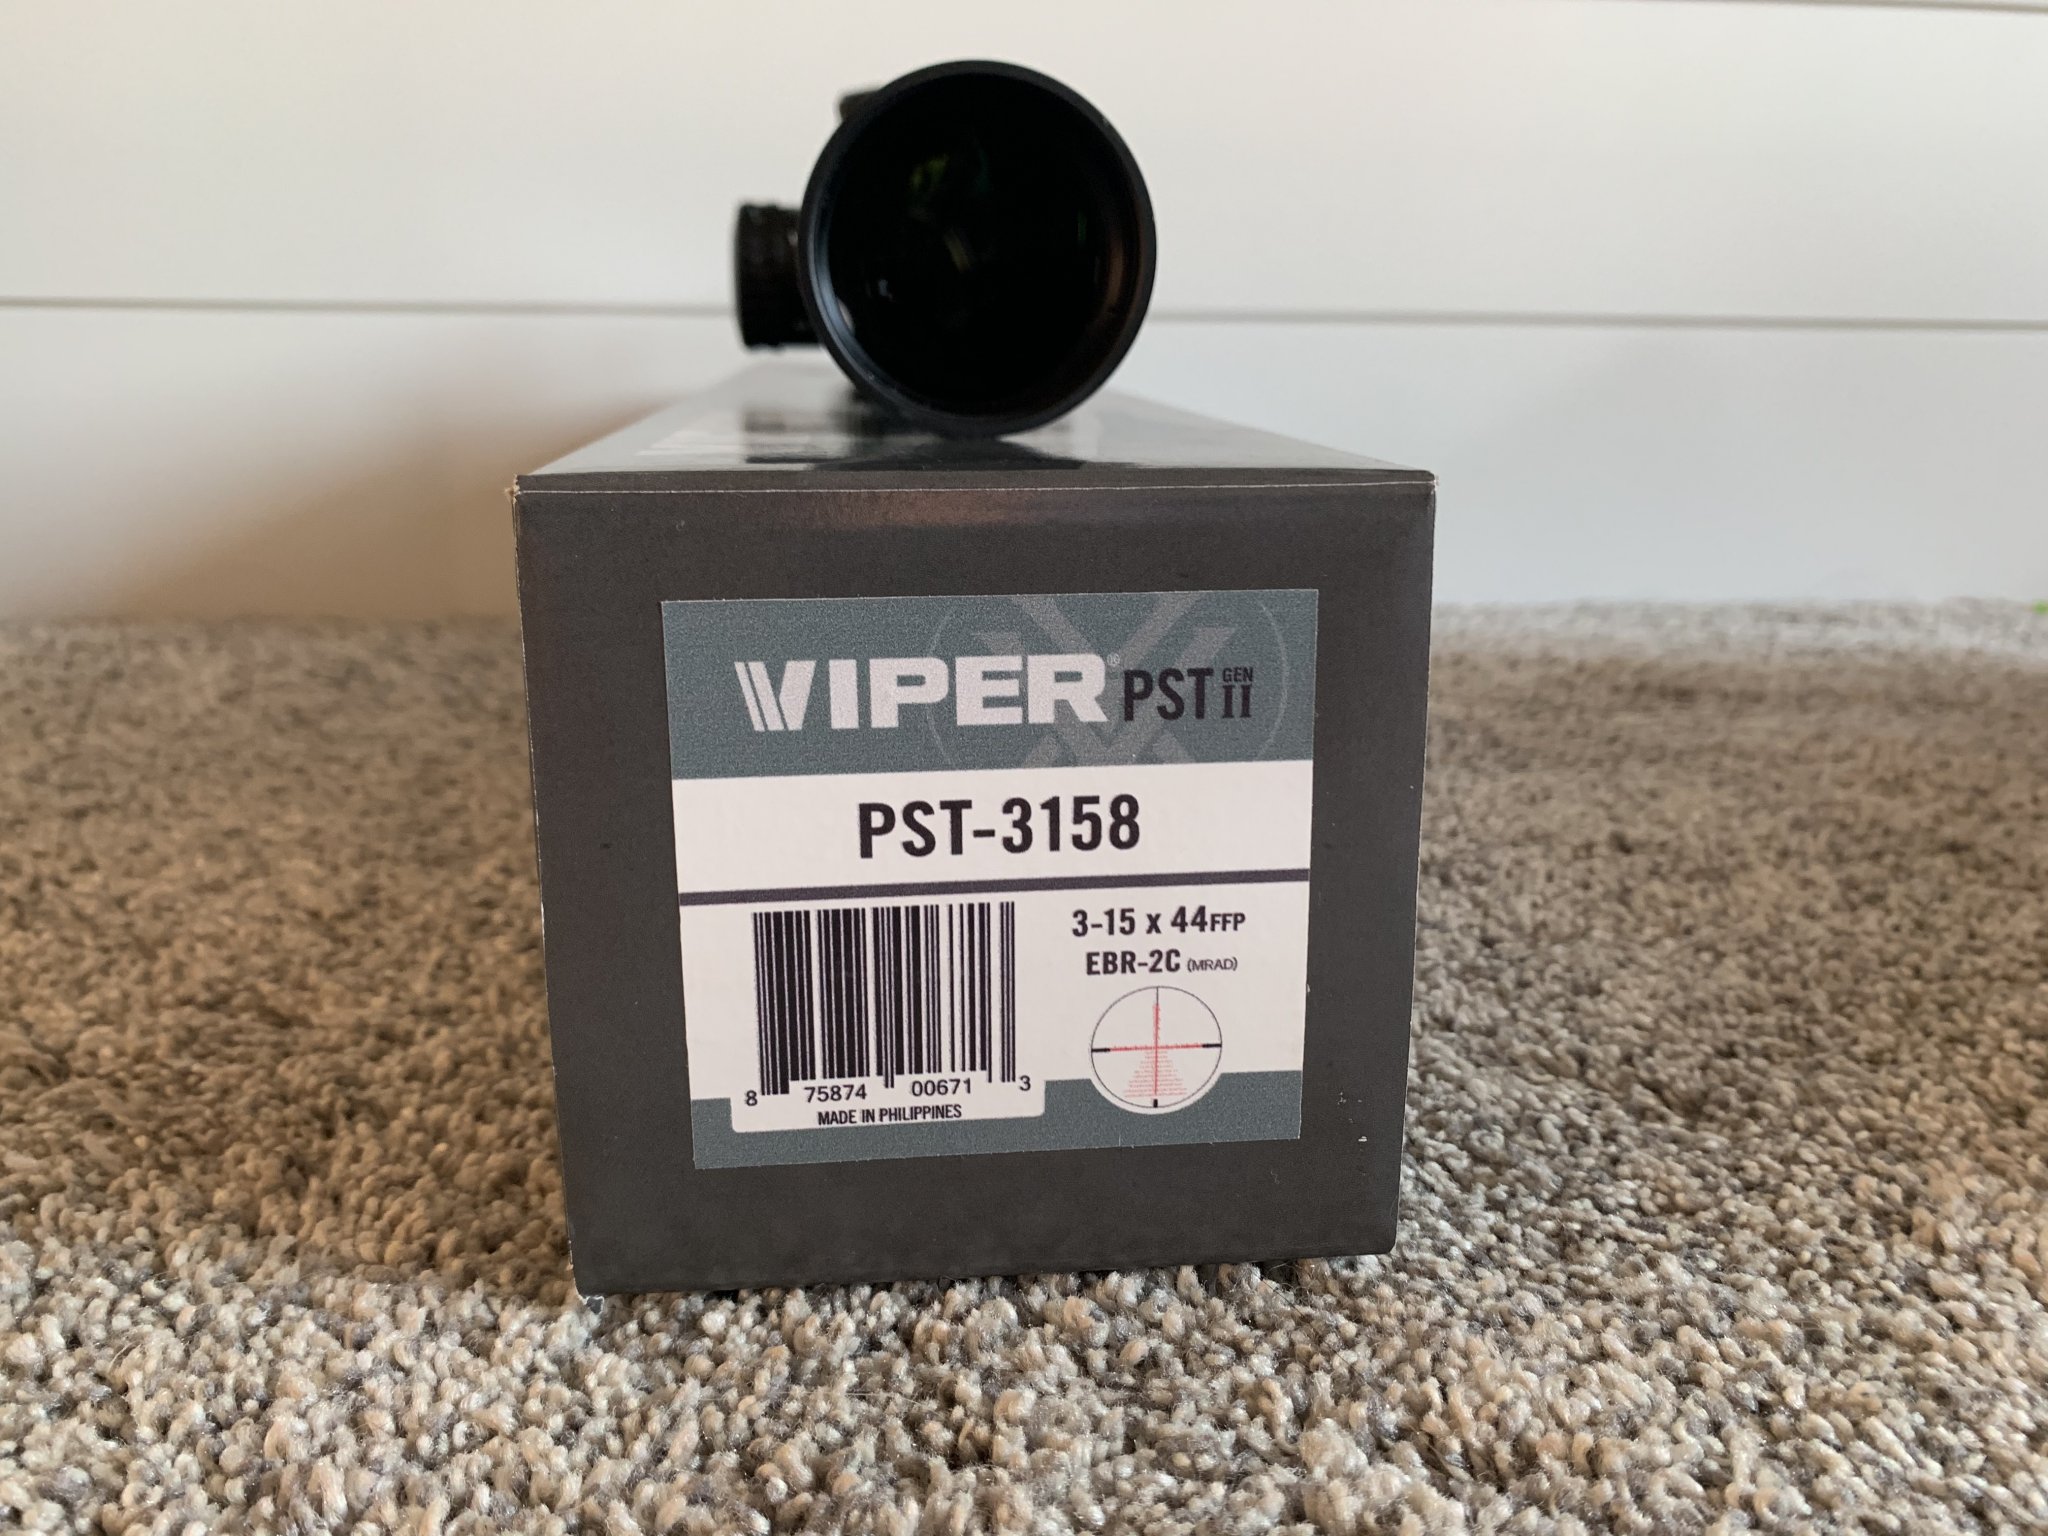 VIPER® PST GEN II
PST-3158
3-15 x 44FFP
EBR-2C (MRAD)
8 75874 00671 3
MADE IN PHILIPPINES